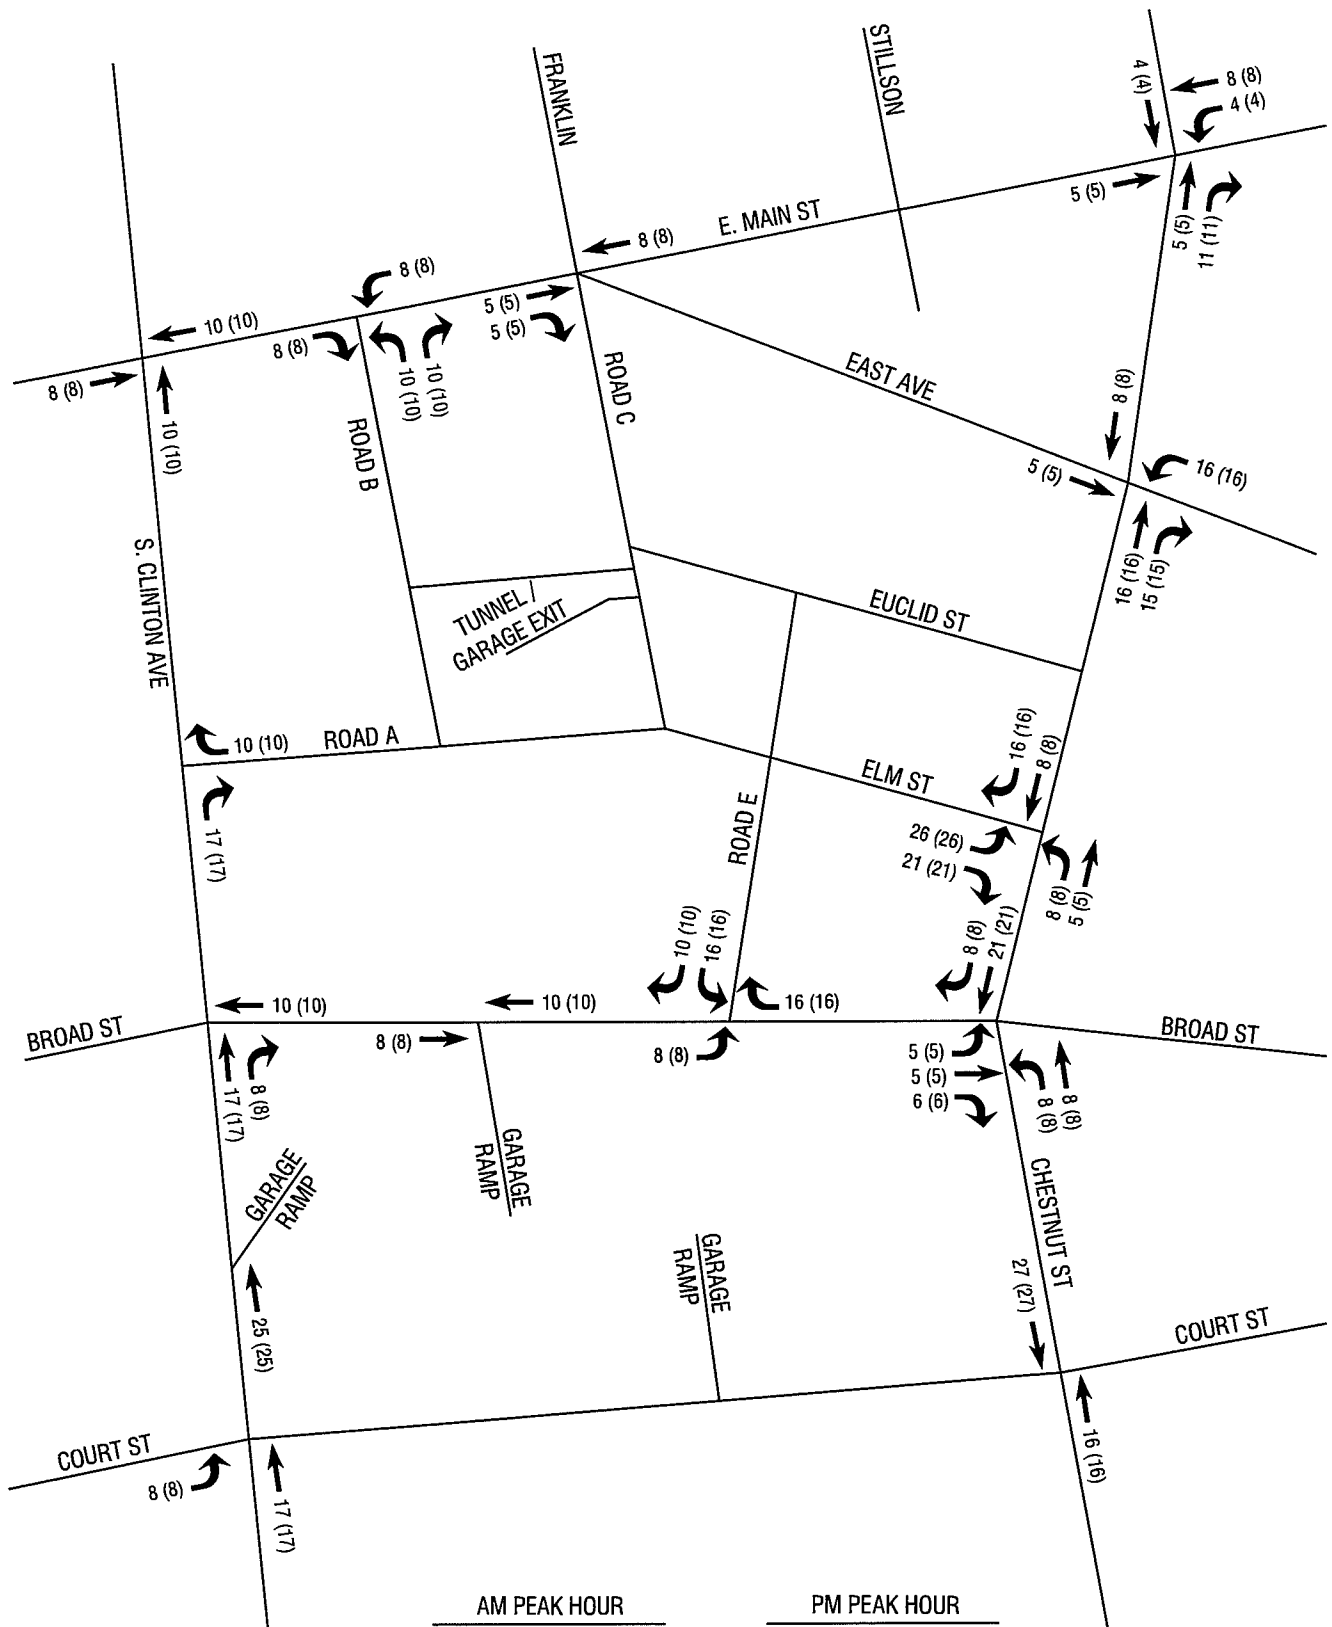 FRANKLIN
STILLSON
4 (4)
8 (8)
4 (4)
5 (5)
5 (5)
11 (11)
E. MAIN ST
8 (8)
8 (8)
10 (10)
5 (5)
5 (5)
8 (8)
8 (8)
10 (10)
10 (10)
10 (10)
ROAD C
EAST AVE
8 (8)
ROAD B
5 (5)
16 (16)
16 (16)
15 (15)
S. CLINTON AVE
TUNNEL
GARAGE EXIT
EUCLID ST
10 (10)
ROAD A
16 (16)
8 (8)
ELM ST
17 (17)
ROAD E
26 (26)
21 (21)
8 (8)
5 (5)
10 (10)
16 (16)
8 (8)
21 (21)
10 (10)
10 (10)
16 (16)
BROAD ST
8 (8)
8 (8)
5 (5)
5 (5)
6 (6)
BROAD ST
17 (17)
8 (8)
8 (8)
8 (8)
GARAGE
RAMP
GARAGE
RAMP
CHESTNUT ST
GARAGE
RAMP
27 (27)
25 (25)
COURT ST
COURT ST
8 (8)
17 (17)
16 (16)
AM PEAK HOUR
PM PEAK HOUR